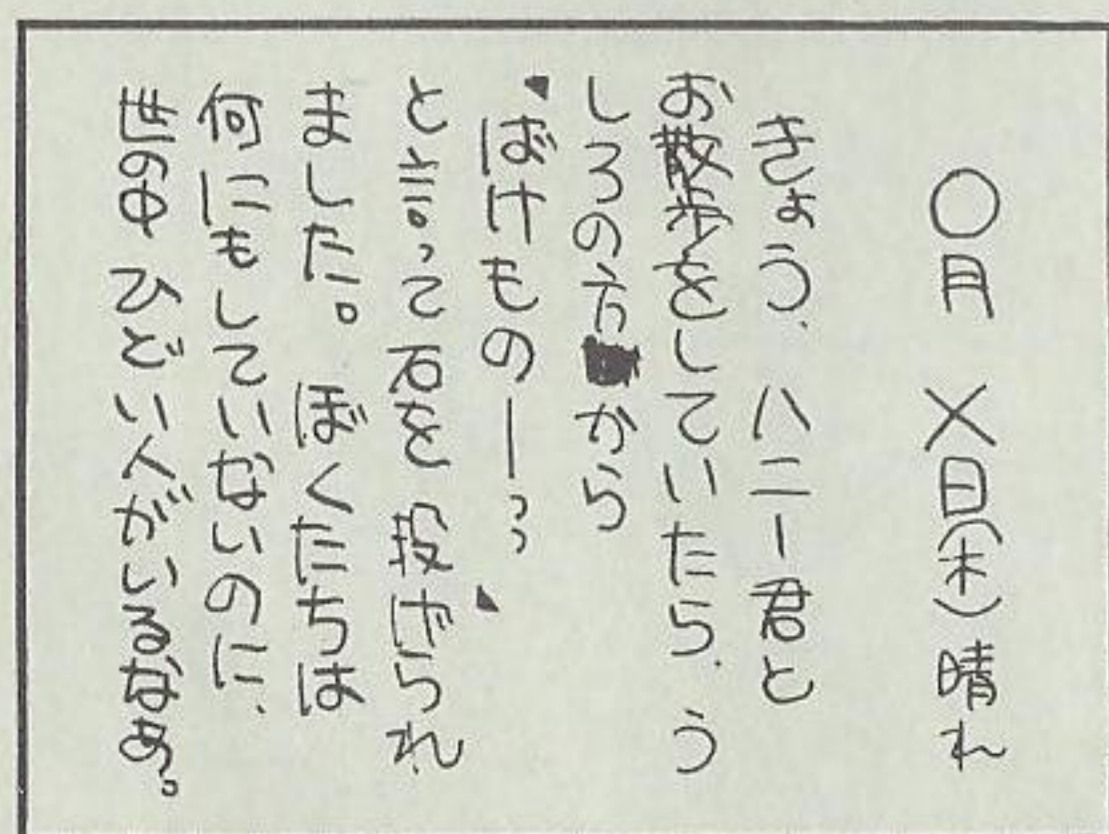 ○月 ×日(木)晴れ
きょう、ハニー君と
お散歩をしていたら、う
しろの方から
"ばけものーっっ"
と言って石を投げられ
ました。ぼくたちは
何にもしていないのに、
世の中ひどい人がいるなあ。